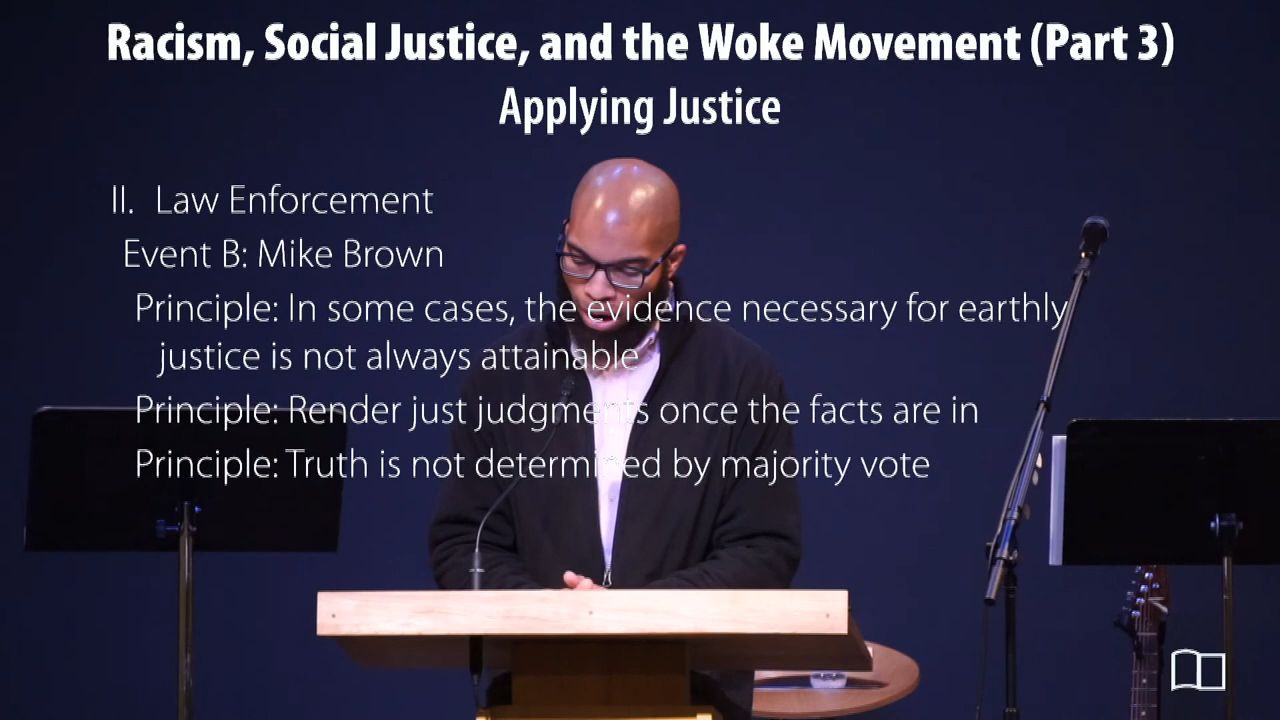 Racism, Social Justice, and the Woke Movement (Part 3)
Applying Justice
II. Law Enforcement
Event B: Mike Brown
Principle: In some cases, the evidence necessary for earthly
justice is not always attainable
Principle: Render just judgments once the facts are in
Principle: Truth is not determined by majority vote